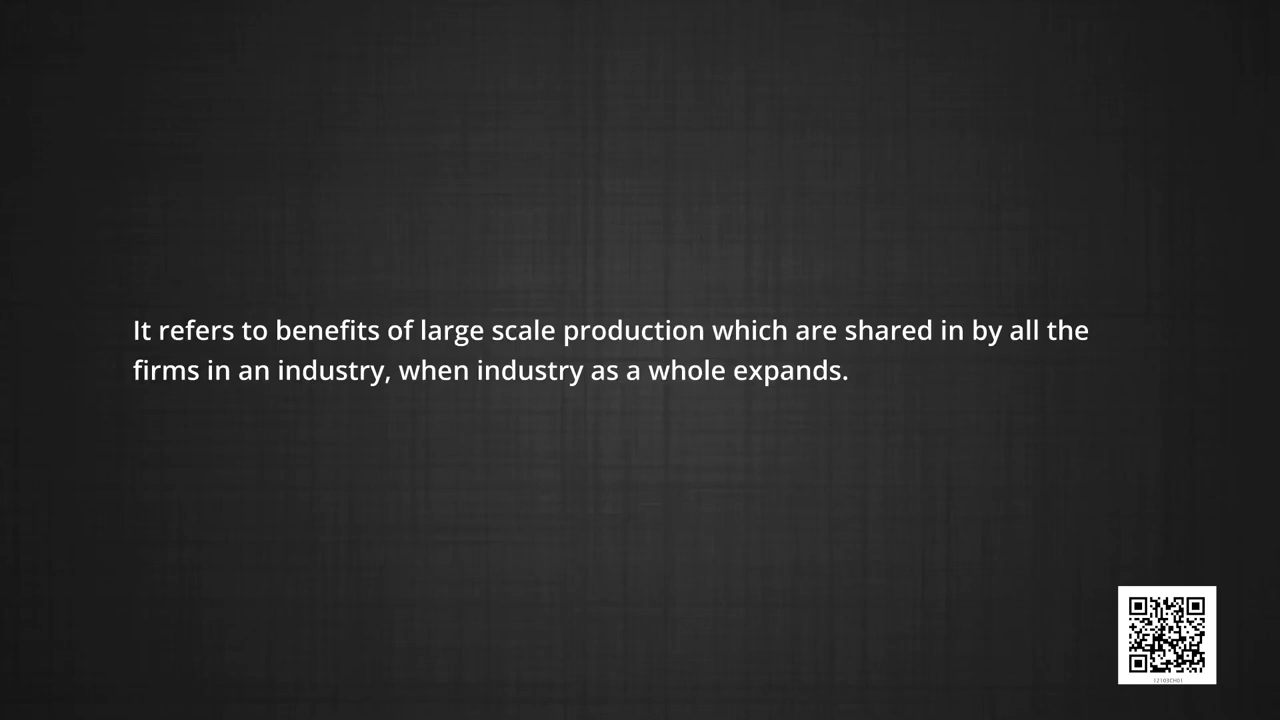 It refers to benefits of large scale production which are shared in by all the
firms in an industry, when industry as a whole expands.
12103CH01